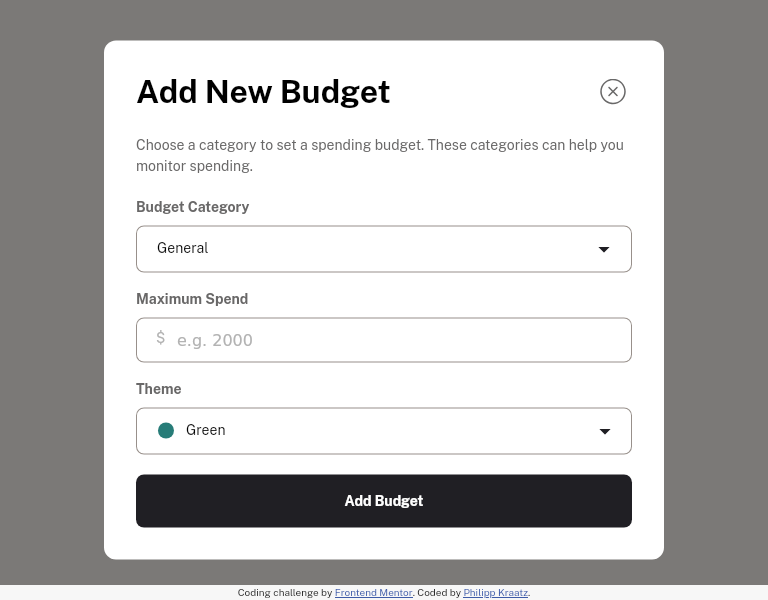 Add New Budget
Choose a category to set a spending budget. These categories can help you
monitor spending.
Budget Category
General
Maximum Spend
$ e.g. 2000
Theme
Green
Add Budget
Coding challenge by Frontend Mentor. Coded by Philipp Kraatz.